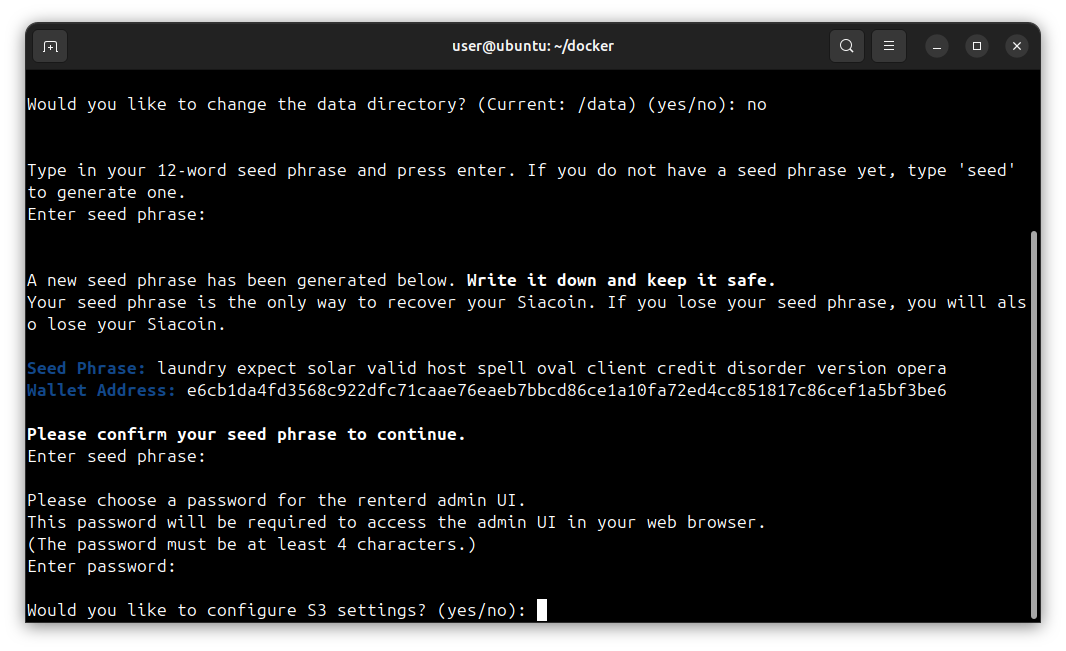 user@ubuntu: ~/docker
Would you like to change the data directory? (Current: /data) (yes/no): no
Type in your 12-word seed phrase and press enter. If you do not have a seed phrase yet, type 'seed'
to generate one.
Enter seed phrase:
A new seed phrase has been generated below. Write it down and keep it safe.
Your seed phrase is the only way to recover your Siacoin. If you lose your seed phrase, you will als
o lose your Siacoin.
Seed Phrase: laundry expect solar valid host spell oval client credit disorder version opera
Wallet Address: e6cb1da4fd3568c922dfc71caae76eaeb7bbcd86ce1a10fa72ed4cc851817c86cef1a5bf3be6
Please confirm your seed phrase to continue.
Enter seed phrase:
Please choose a password for the renterd admin UI.
This password will be required to access the admin UI in your web browser.
(The password must be at least 4 characters.)
Enter password:
Would you like to configure S3 settings? (yes/no):